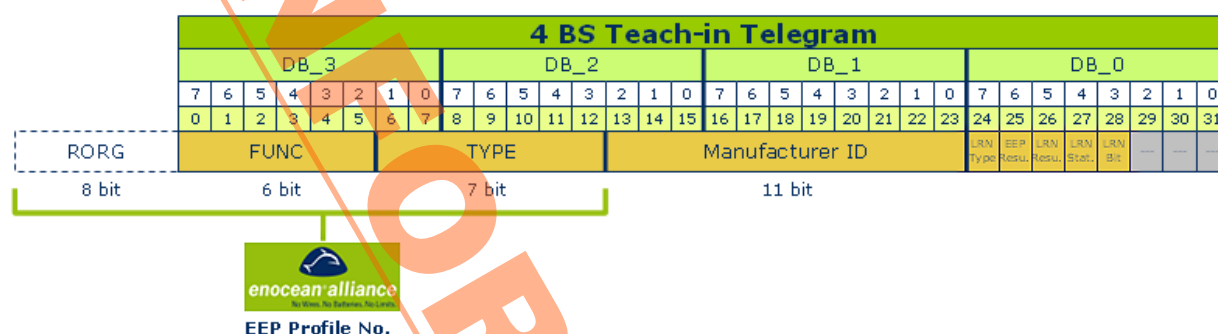 4 BS Teach-in Telegram
DB_3 DB_2 DB_1 DB_0
7 6 5 4 3 2 1 0 7 6 5 4 3 2 1 0 7 6 5 4 3 2 1 0 7 6 5 4 3 2 1 0
0 1 2 3 4 5 6 7 8 9 10 11 12 13 14 15 16 17 18 19 20 21 22 23 24 25 26 27 28 29 30 31
RORG FUNC TYPE Manufacturer ID LRN Type EEP Resu. LRN Resu. LRN Stat. LRN Bit --- --- ---
8 bit 6 bit 7 bit 11 bit
enocean alliance
No Wires. No Batteries. No Limits.
EEP Profile No.
NFOR